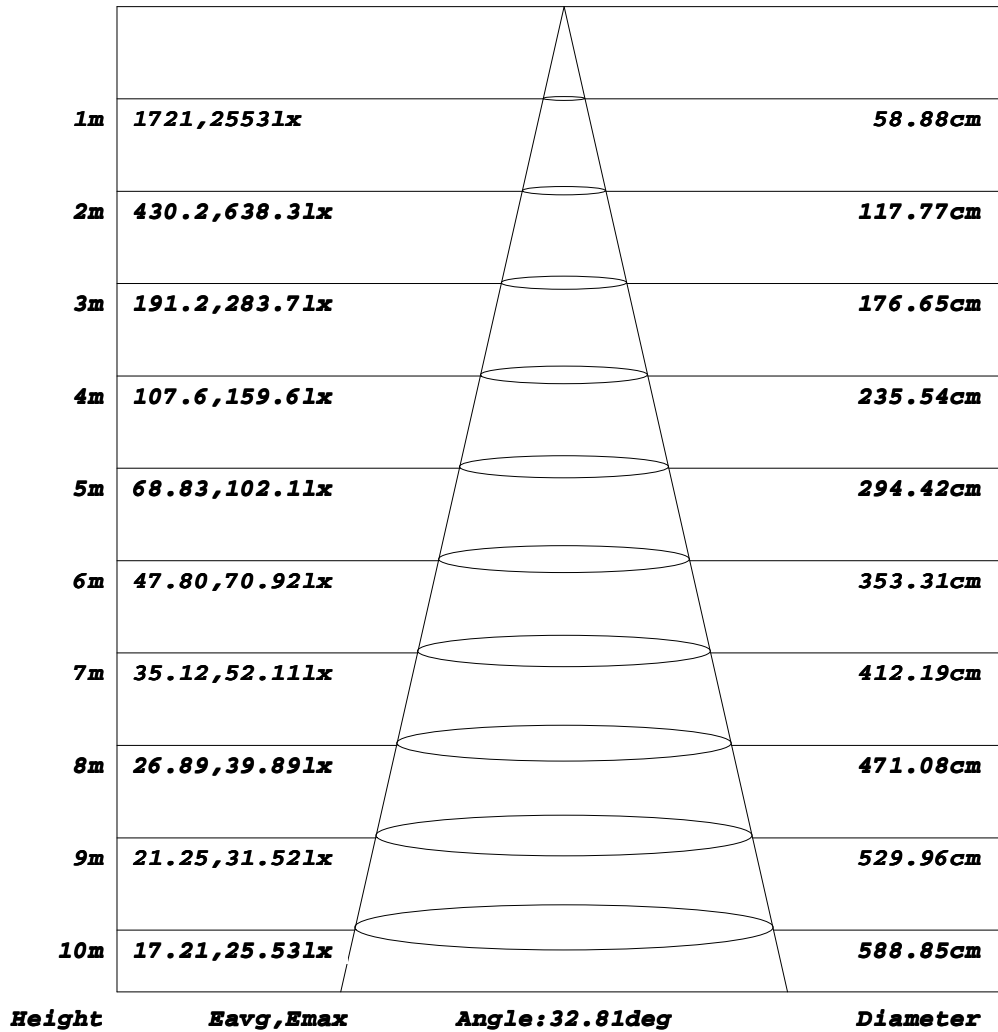 1m 1721,2553lx 58.88cm
2m 430.2,638.3lx 117.77cm
3m 191.2,283.7lx 176.65cm
4m 107.6,159.6lx 235.54cm
5m 68.83,102.1lx 294.42cm
6m 47.80,70.92lx 353.31cm
7m 35.12,52.11lx 412.19cm
8m 26.89,39.89lx 471.08cm
9m 21.25,31.52lx 529.96cm
10m 17.21,25.53lx 588.85cm
Height Eavg,Emax Angle:32.81deg Diameter